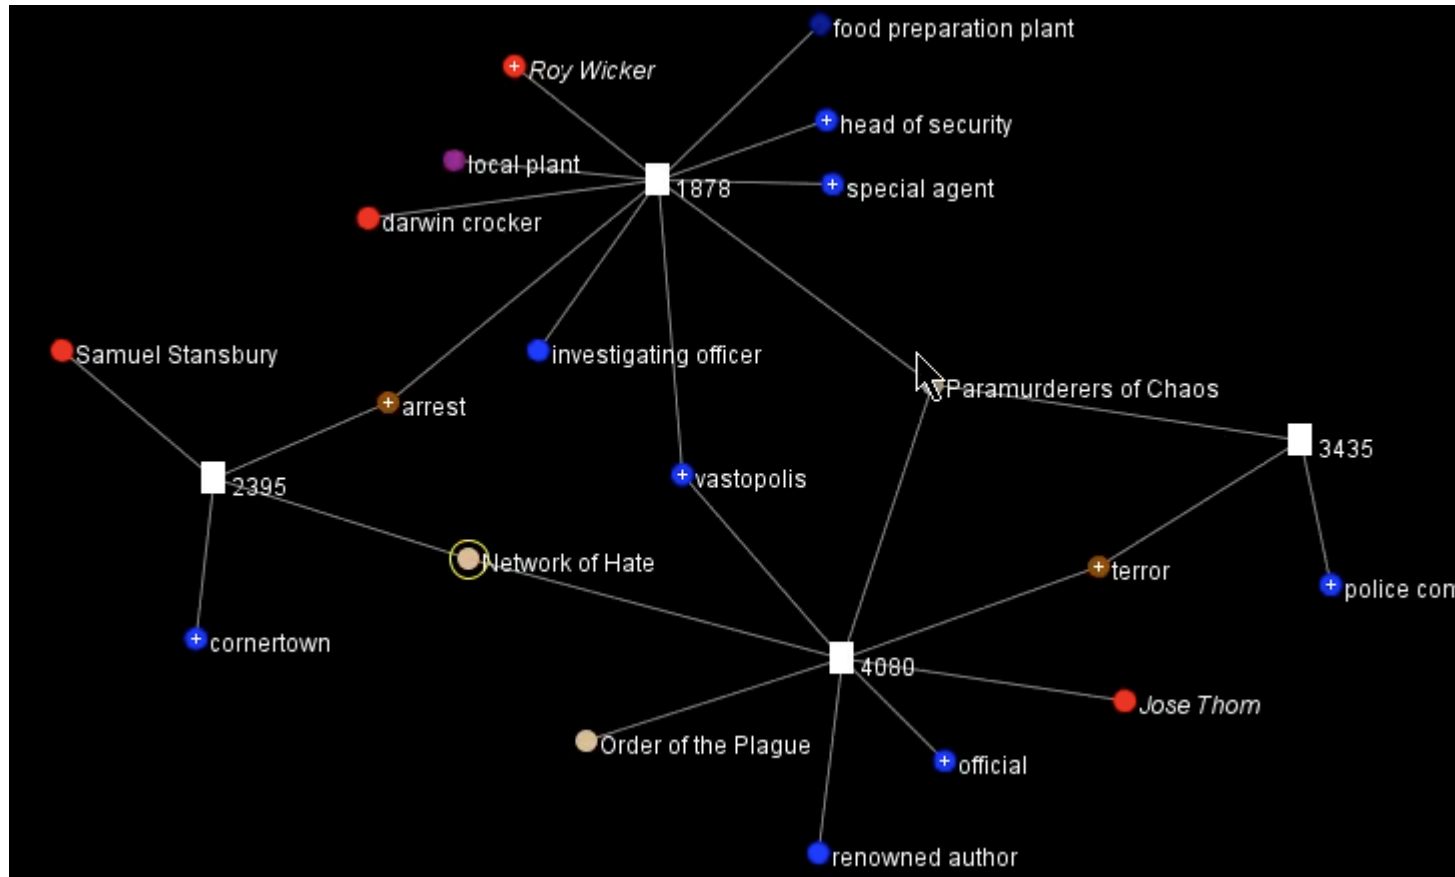 food preparation plant
Roy Wicker
head of security
local plant
1878
special agent
darwin crocker
Samuel Stansbury
investigating officer
arrest
Paramurderers of Chaos
3435
2395
vastopolis
Network of Hate
terror
police com
cornertown
4080
Jose Thorn
Order of the Plague
official
renowned author